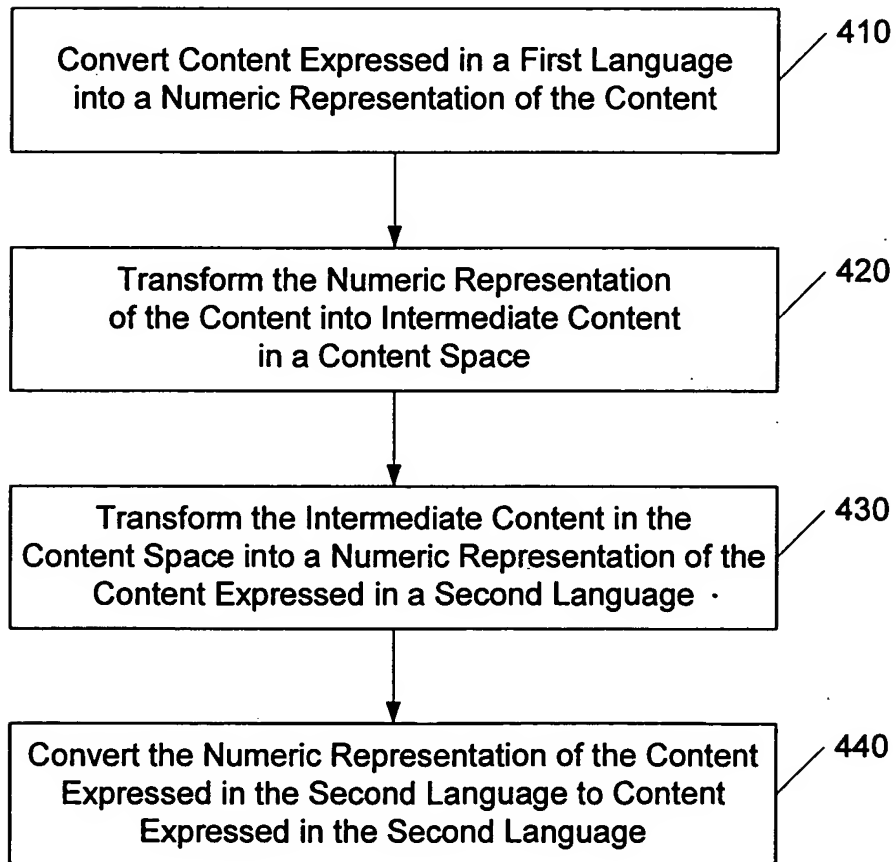 Convert Content Expressed in a First Language
into a Numeric Representation of the Content
410
Transform the Numeric Representation
of the Content into Intermediate Content
in a Content Space
420
Transform the Intermediate Content in the
Content Space into a Numeric Representation of the
Content Expressed in a Second Language
430
Convert the Numeric Representation of the Content
Expressed in the Second Language to Content
Expressed in the Second Language
440